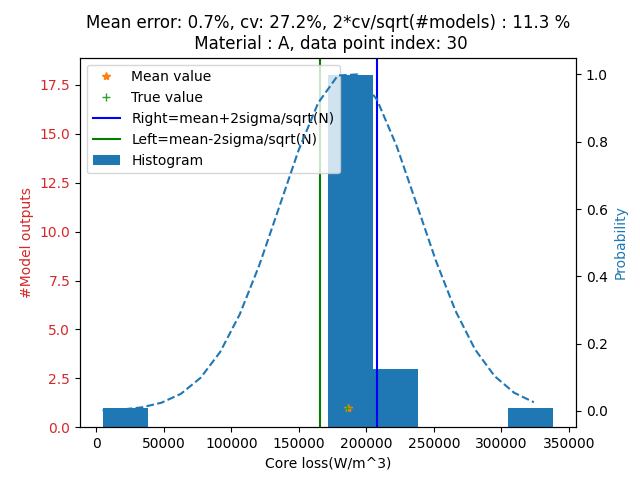 Mean error: 0.7%, cv: 27.2%, 2*cv/sqrt(#models) : 11.3 %
Material : A, data point index: 30
Mean value
True value
Right=mean+2sigma/sqrt(N)
Left=mean-2sigma/sqrt(N)
Histogram
#Model outputs
17.5
15.0
12.5
10.0
7.5
5.0
2.5
0.0
1.0
0.8
0.6
0.4
0.2
0.0
Probability
0 50000 100000 150000 200000 250000 300000 350000
Core loss(W/m^3)